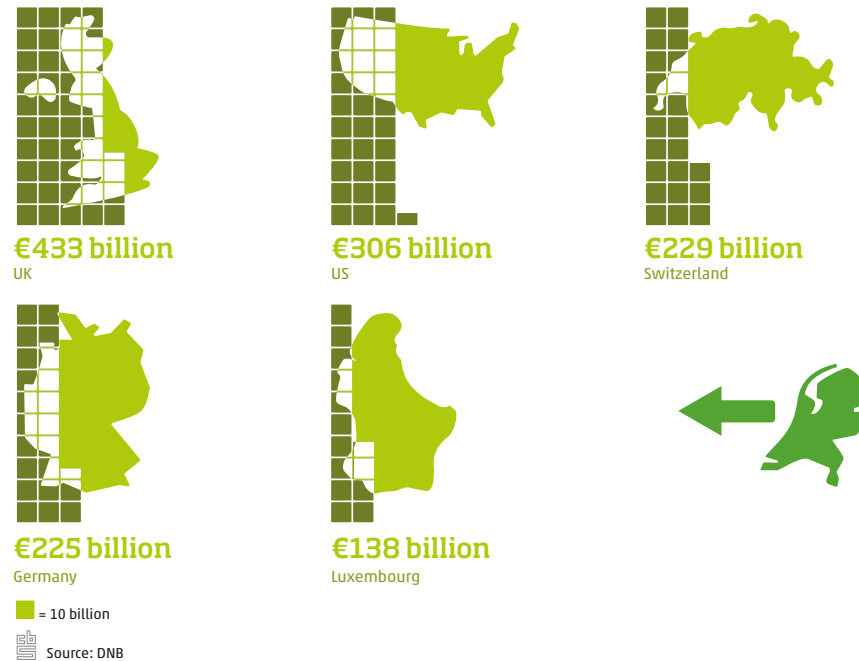 €433 billion
UK
€306 billion
US
€229 billion
Switzerland
€225 billion
Germany
€138 billion
Luxembourg
= 10 billion
cbs
Source: DNB